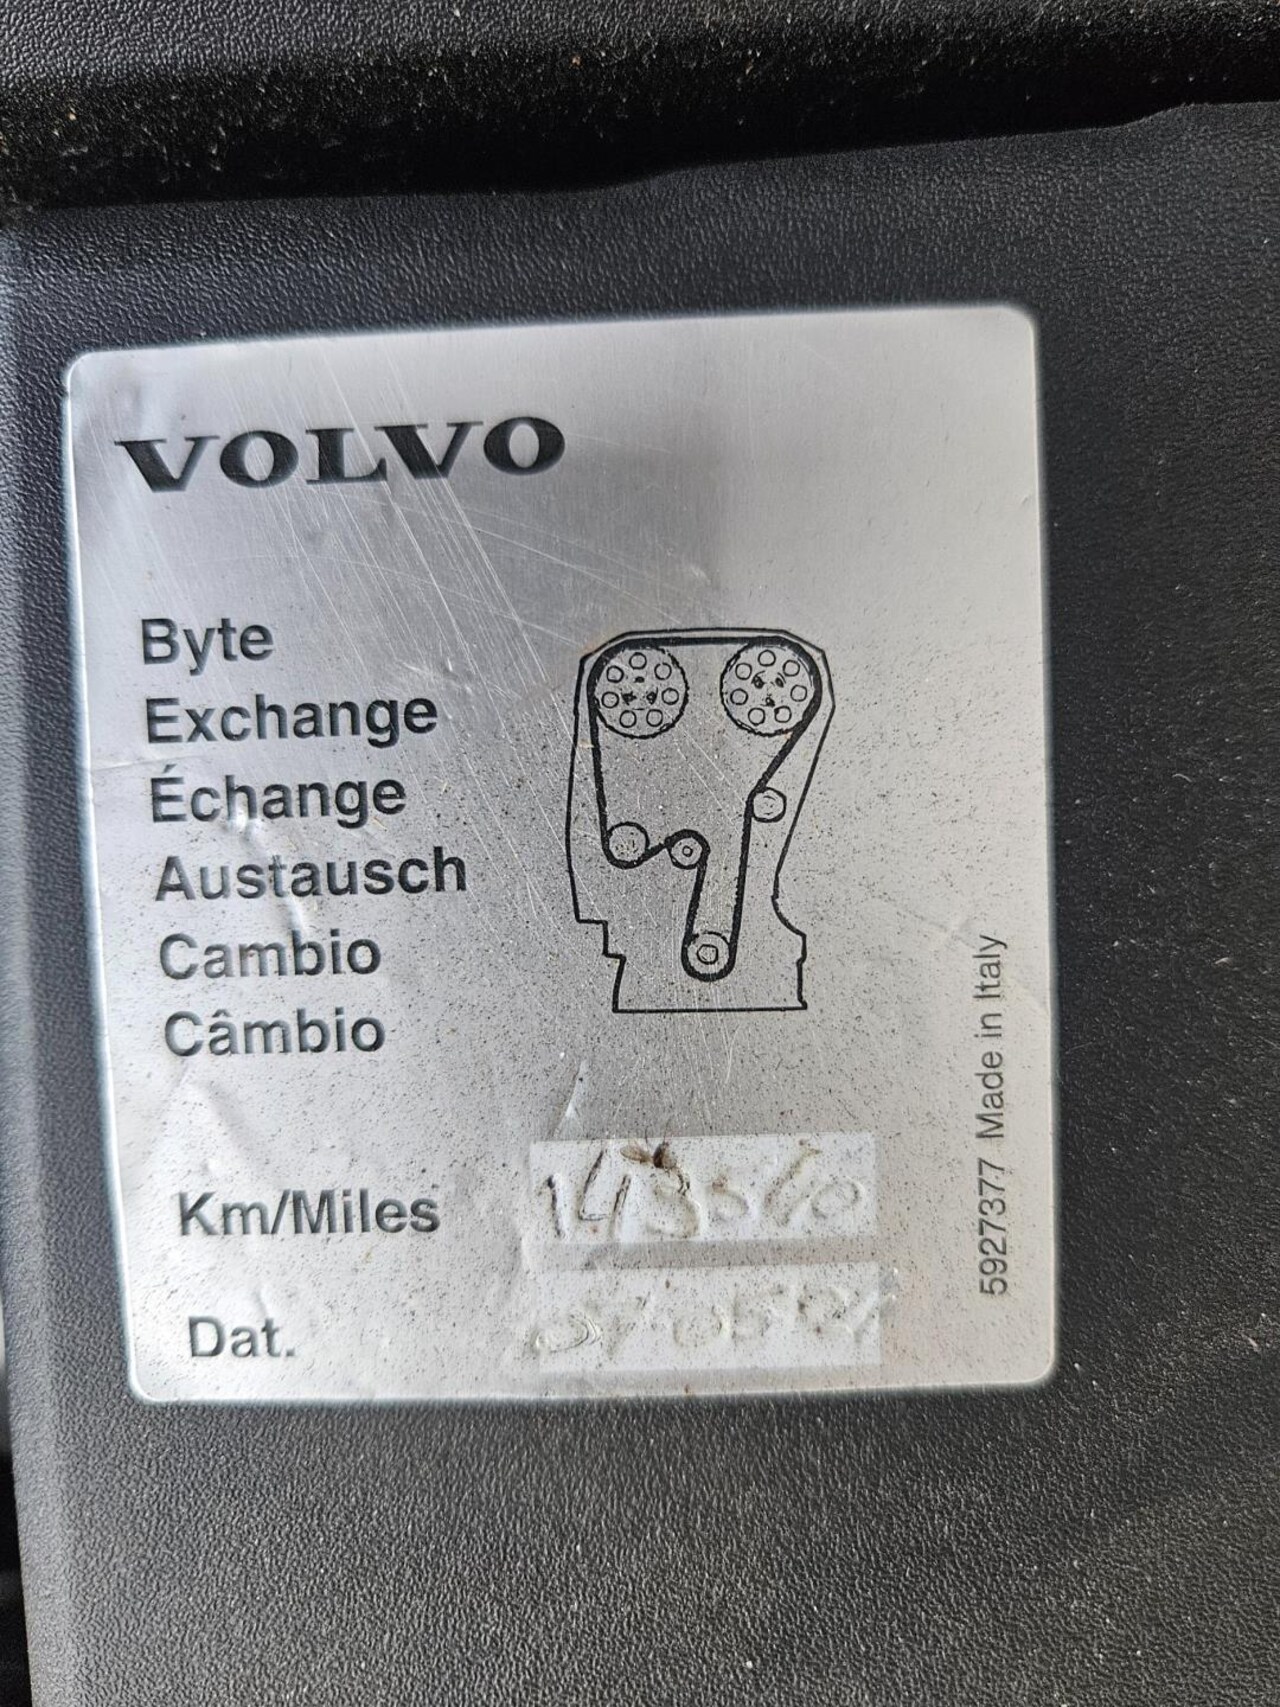 VOLVO
Byte
Exchange
Échange
Austausch
Cambio
Câmbio
Km/Miles
Dat.
5927377 Made in Italy